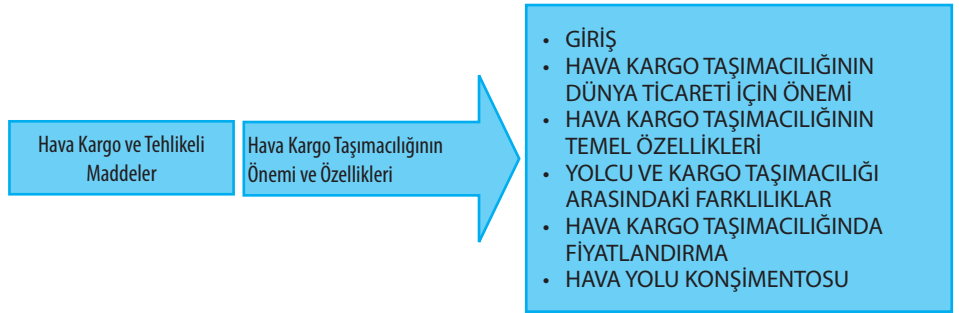 Hava Kargo ve Tehlikeli
Maddeler
Hava Kargo Taşımacılığının
Önemi ve Özellikleri
• GİRİŞ
• HAVA KARGO TAŞIMACILIĞININ
DÜNYA TİCARETİ İÇİN ÖNEMİ
• HAVA KARGO TAŞIMACILIĞININ
TEMEL ÖZELLİKLERİ
• YOLCU VE KARGO TAŞIMACILIĞI
ARASINDAKİ FARKLILIKLAR
• HAVA KARGO TAŞIMACILIĞINDA
FİYATLANDIRMA
• HAVA YOLU KONŞİMENTOSU